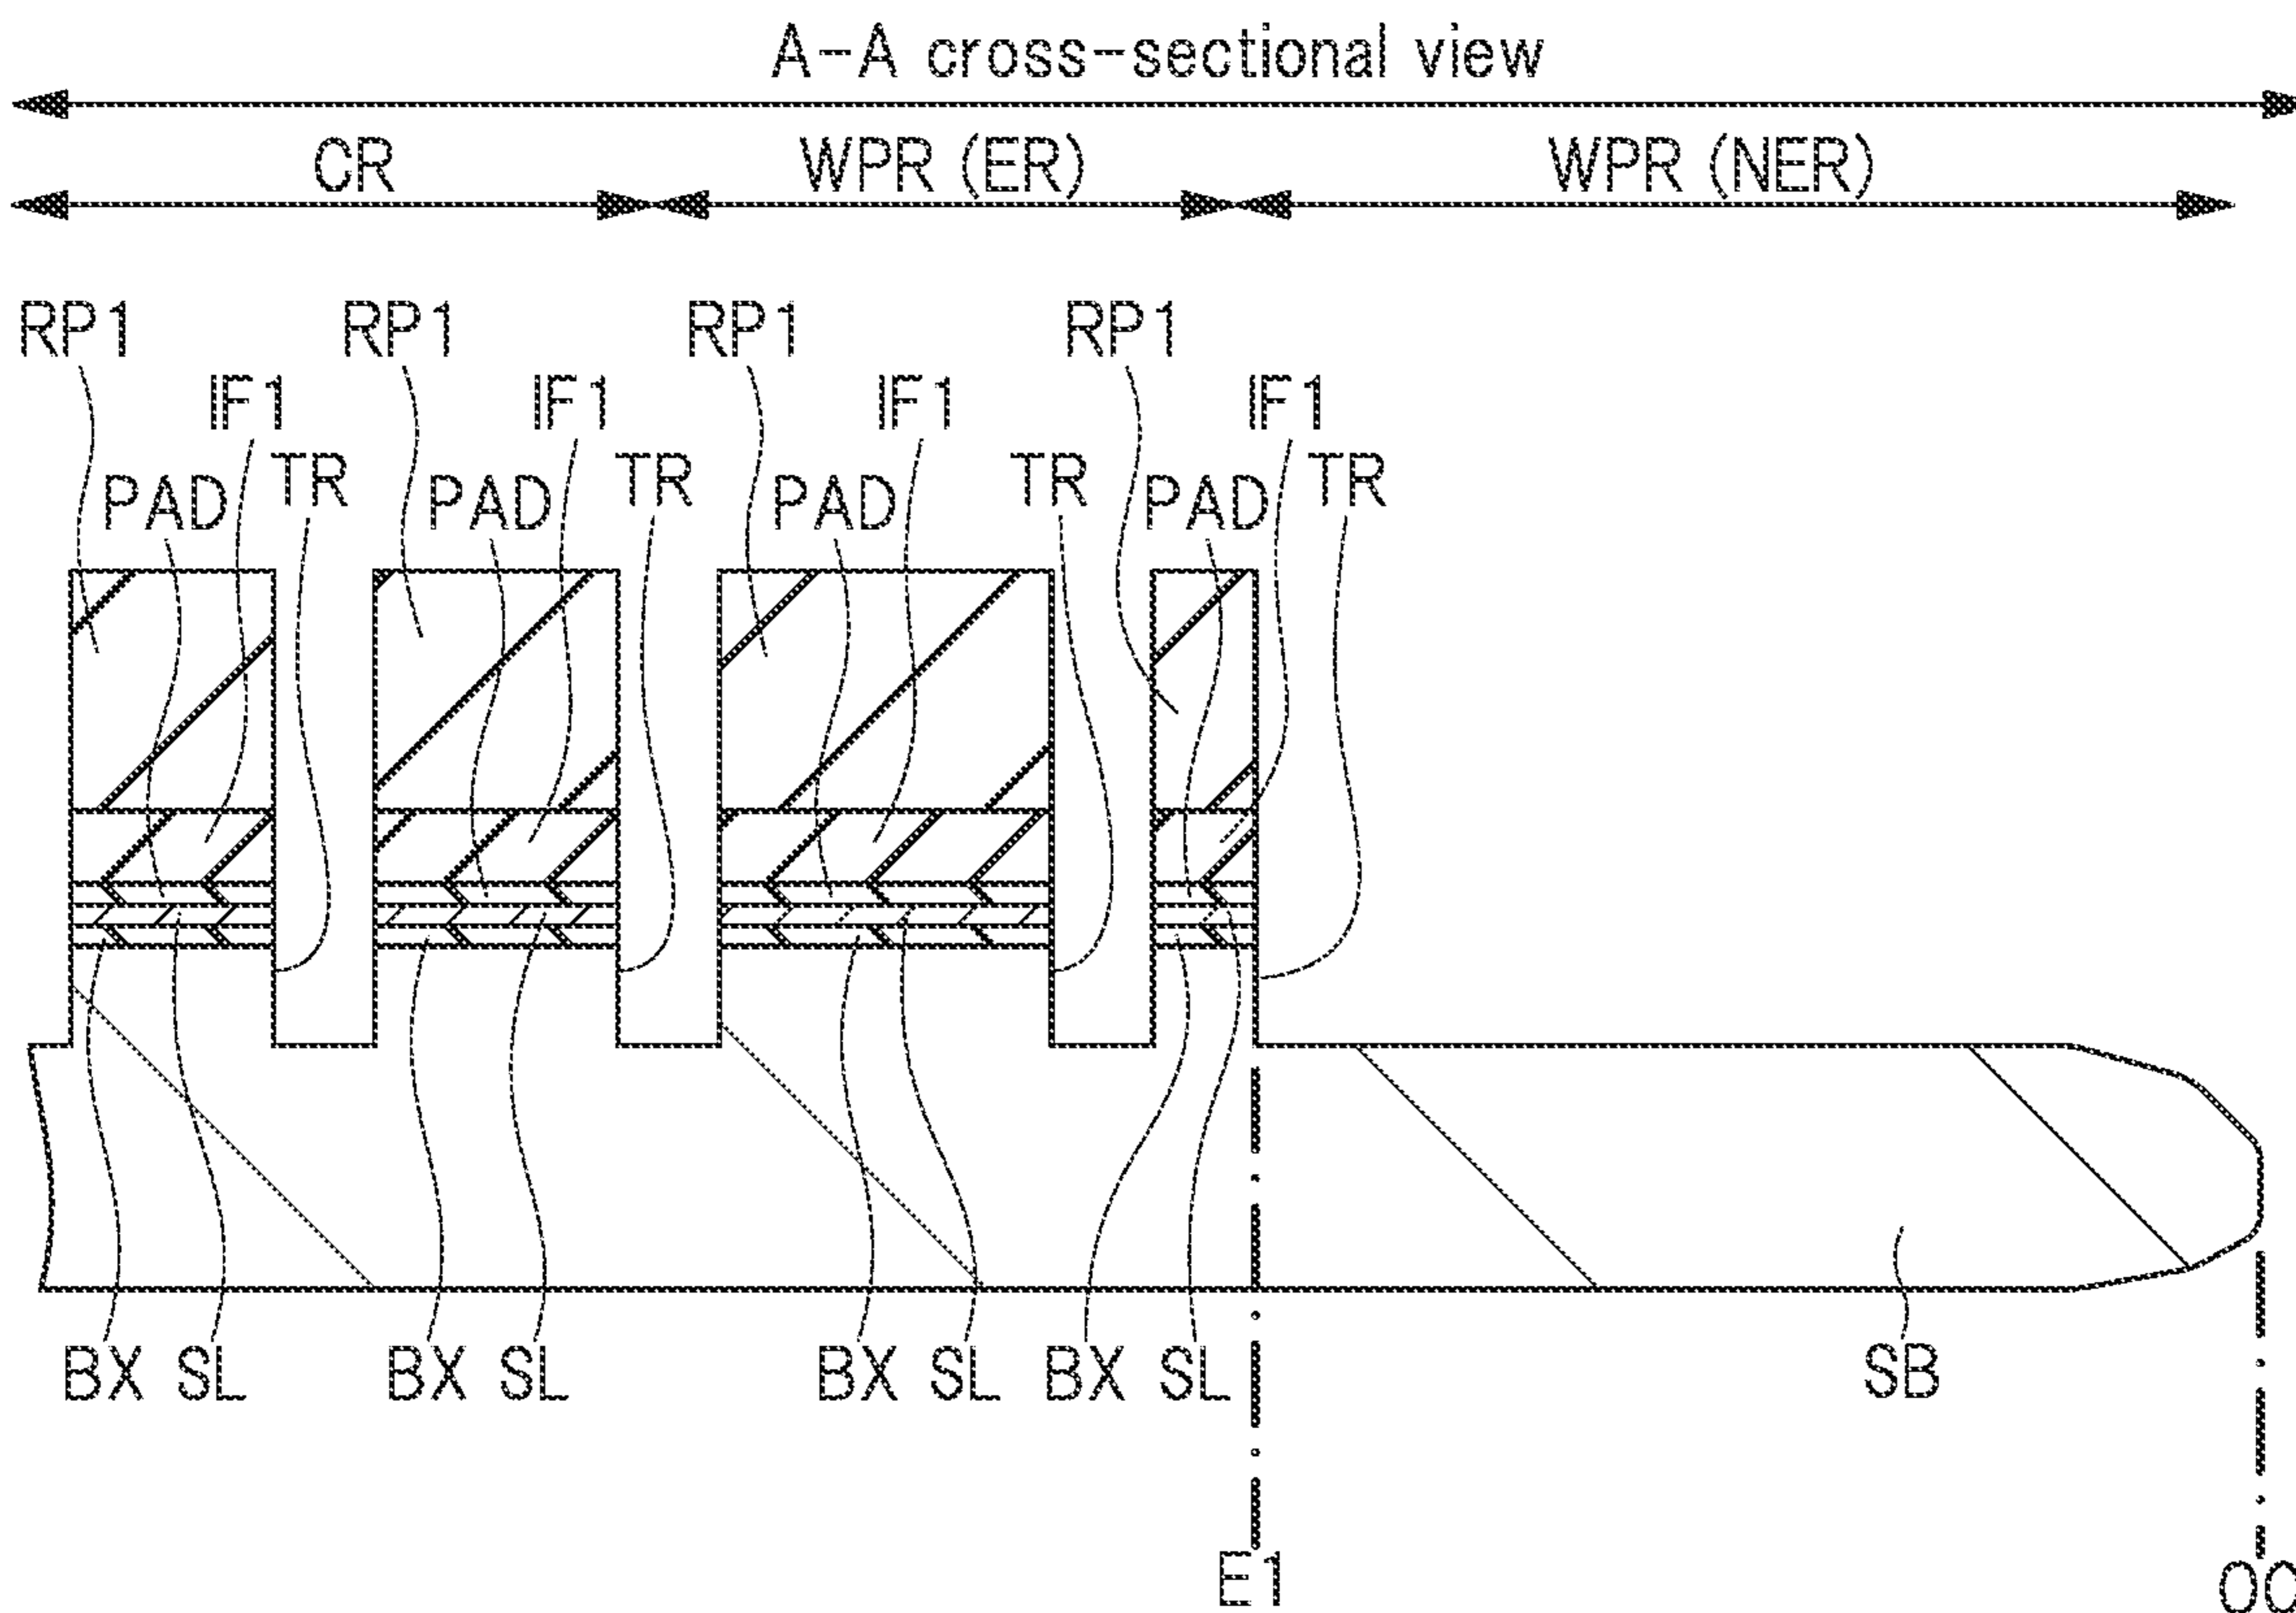 A-A cross-sectional view
CR WPR (ER) WPR (NER)
RP1 RP1 RP1 RP1
IF1 IF1 IF1 IF1
TR TR TR TR
PAD PAD PAD PAD
BX SL BX SL BX SL BX SL SB
E1